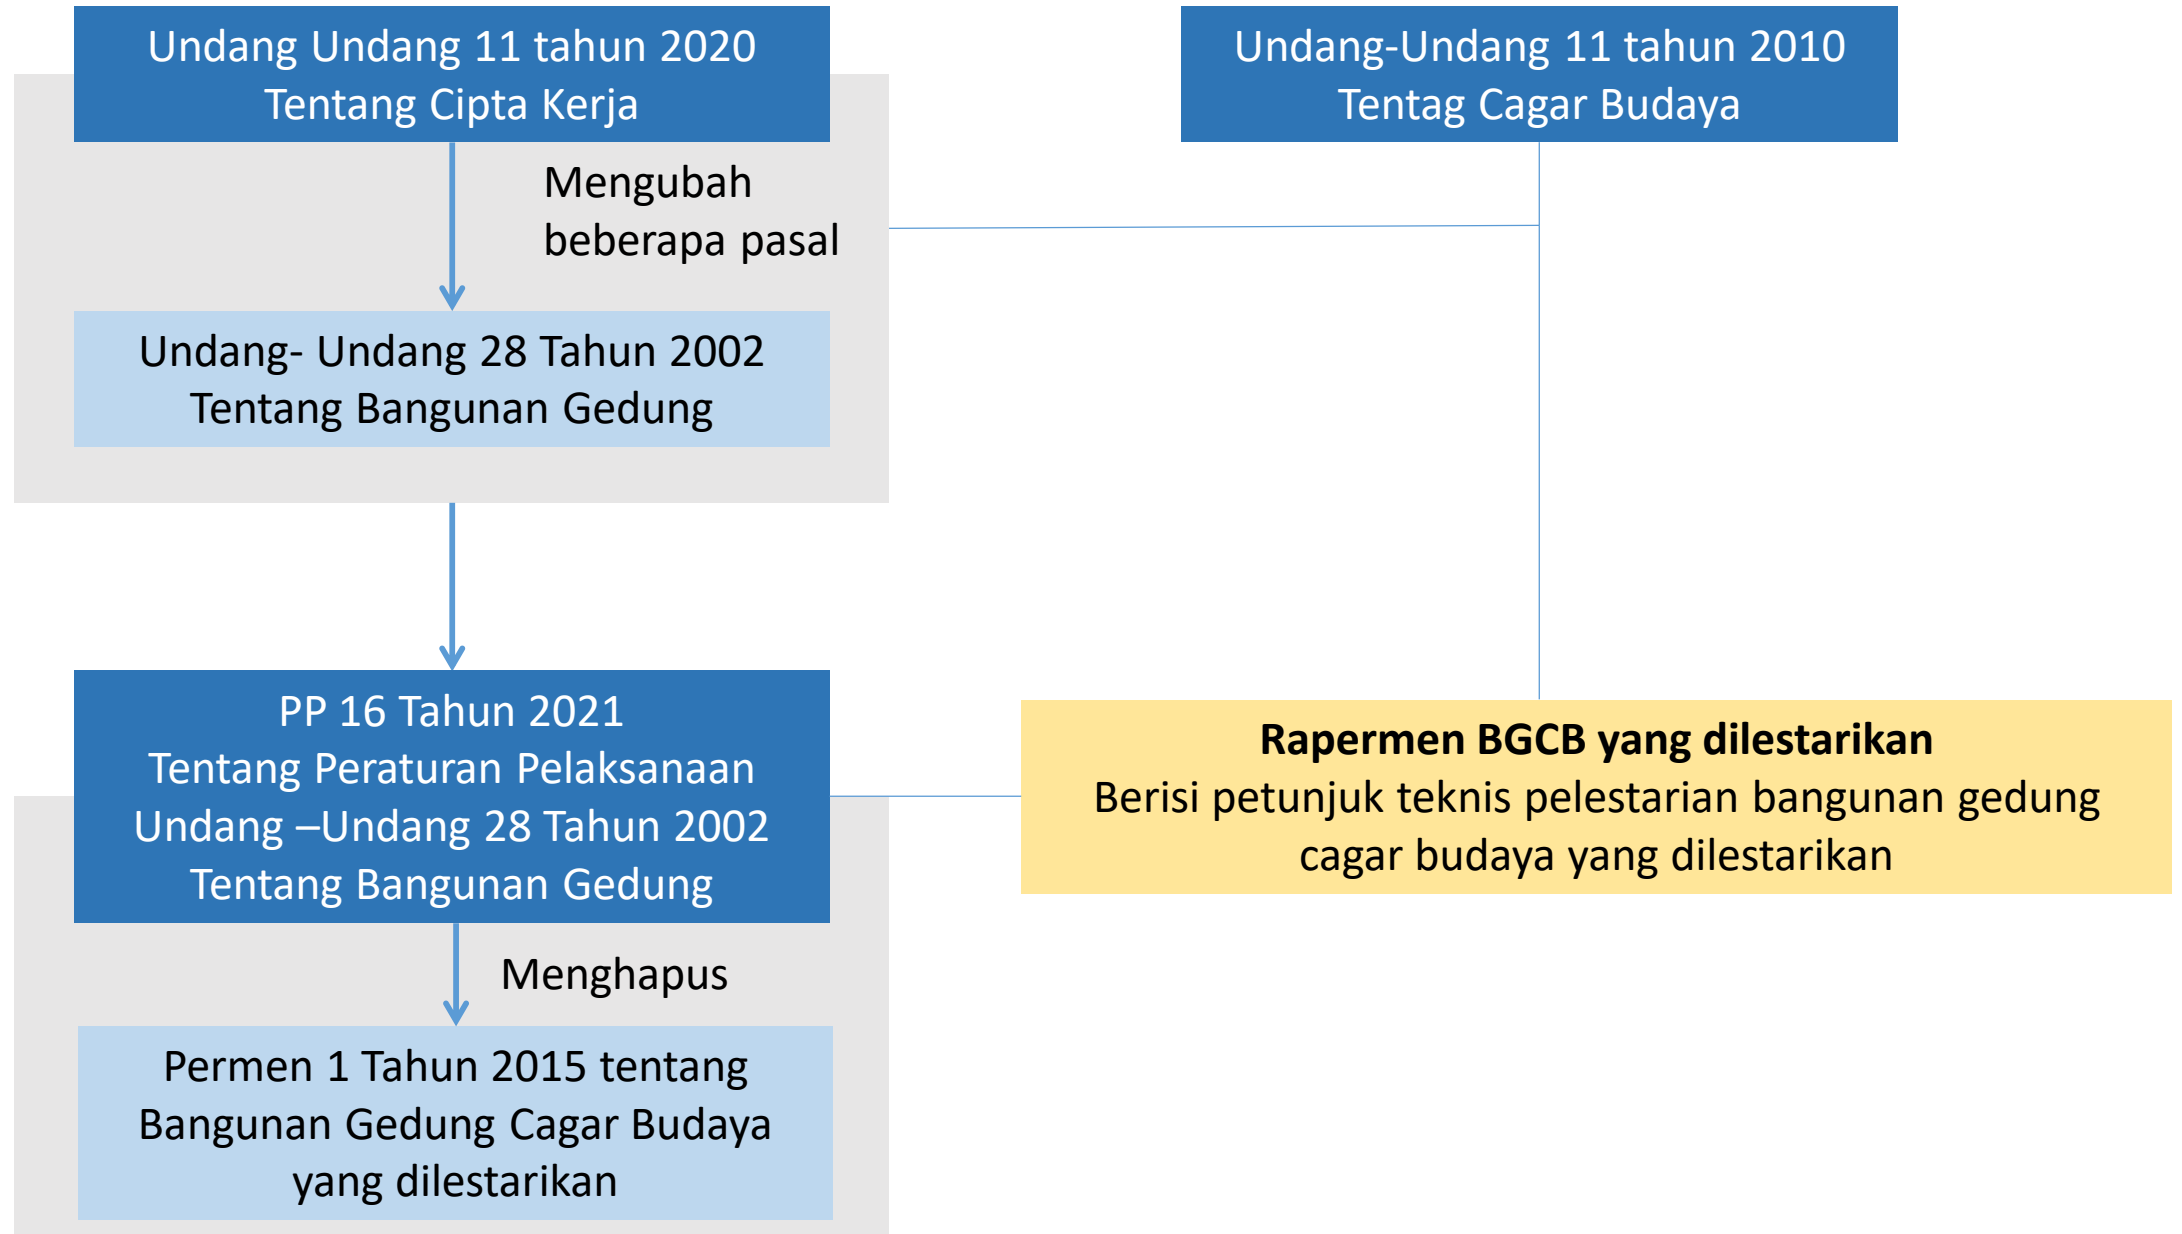 Undang Undang 11 tahun 2020
Tentang Cipta Kerja
Undang-Undang 11 tahun 2010
Tentag Cagar Budaya
Mengubah
beberapa pasal
Undang- Undang 28 Tahun 2002
Tentang Bangunan Gedung
PP 16 Tahun 2021
Tentang Peraturan Pelaksanaan
Undang –Undang 28 Tahun 2002
Tentang Bangunan Gedung
Rapermen BGCB yang dilestarikan
Berisi petunjuk teknis pelestarian bangunan gedung
cagar budaya yang dilestarikan
Menghapus
Permen 1 Tahun 2015 tentang
Bangunan Gedung Cagar Budaya
yang dilestarikan